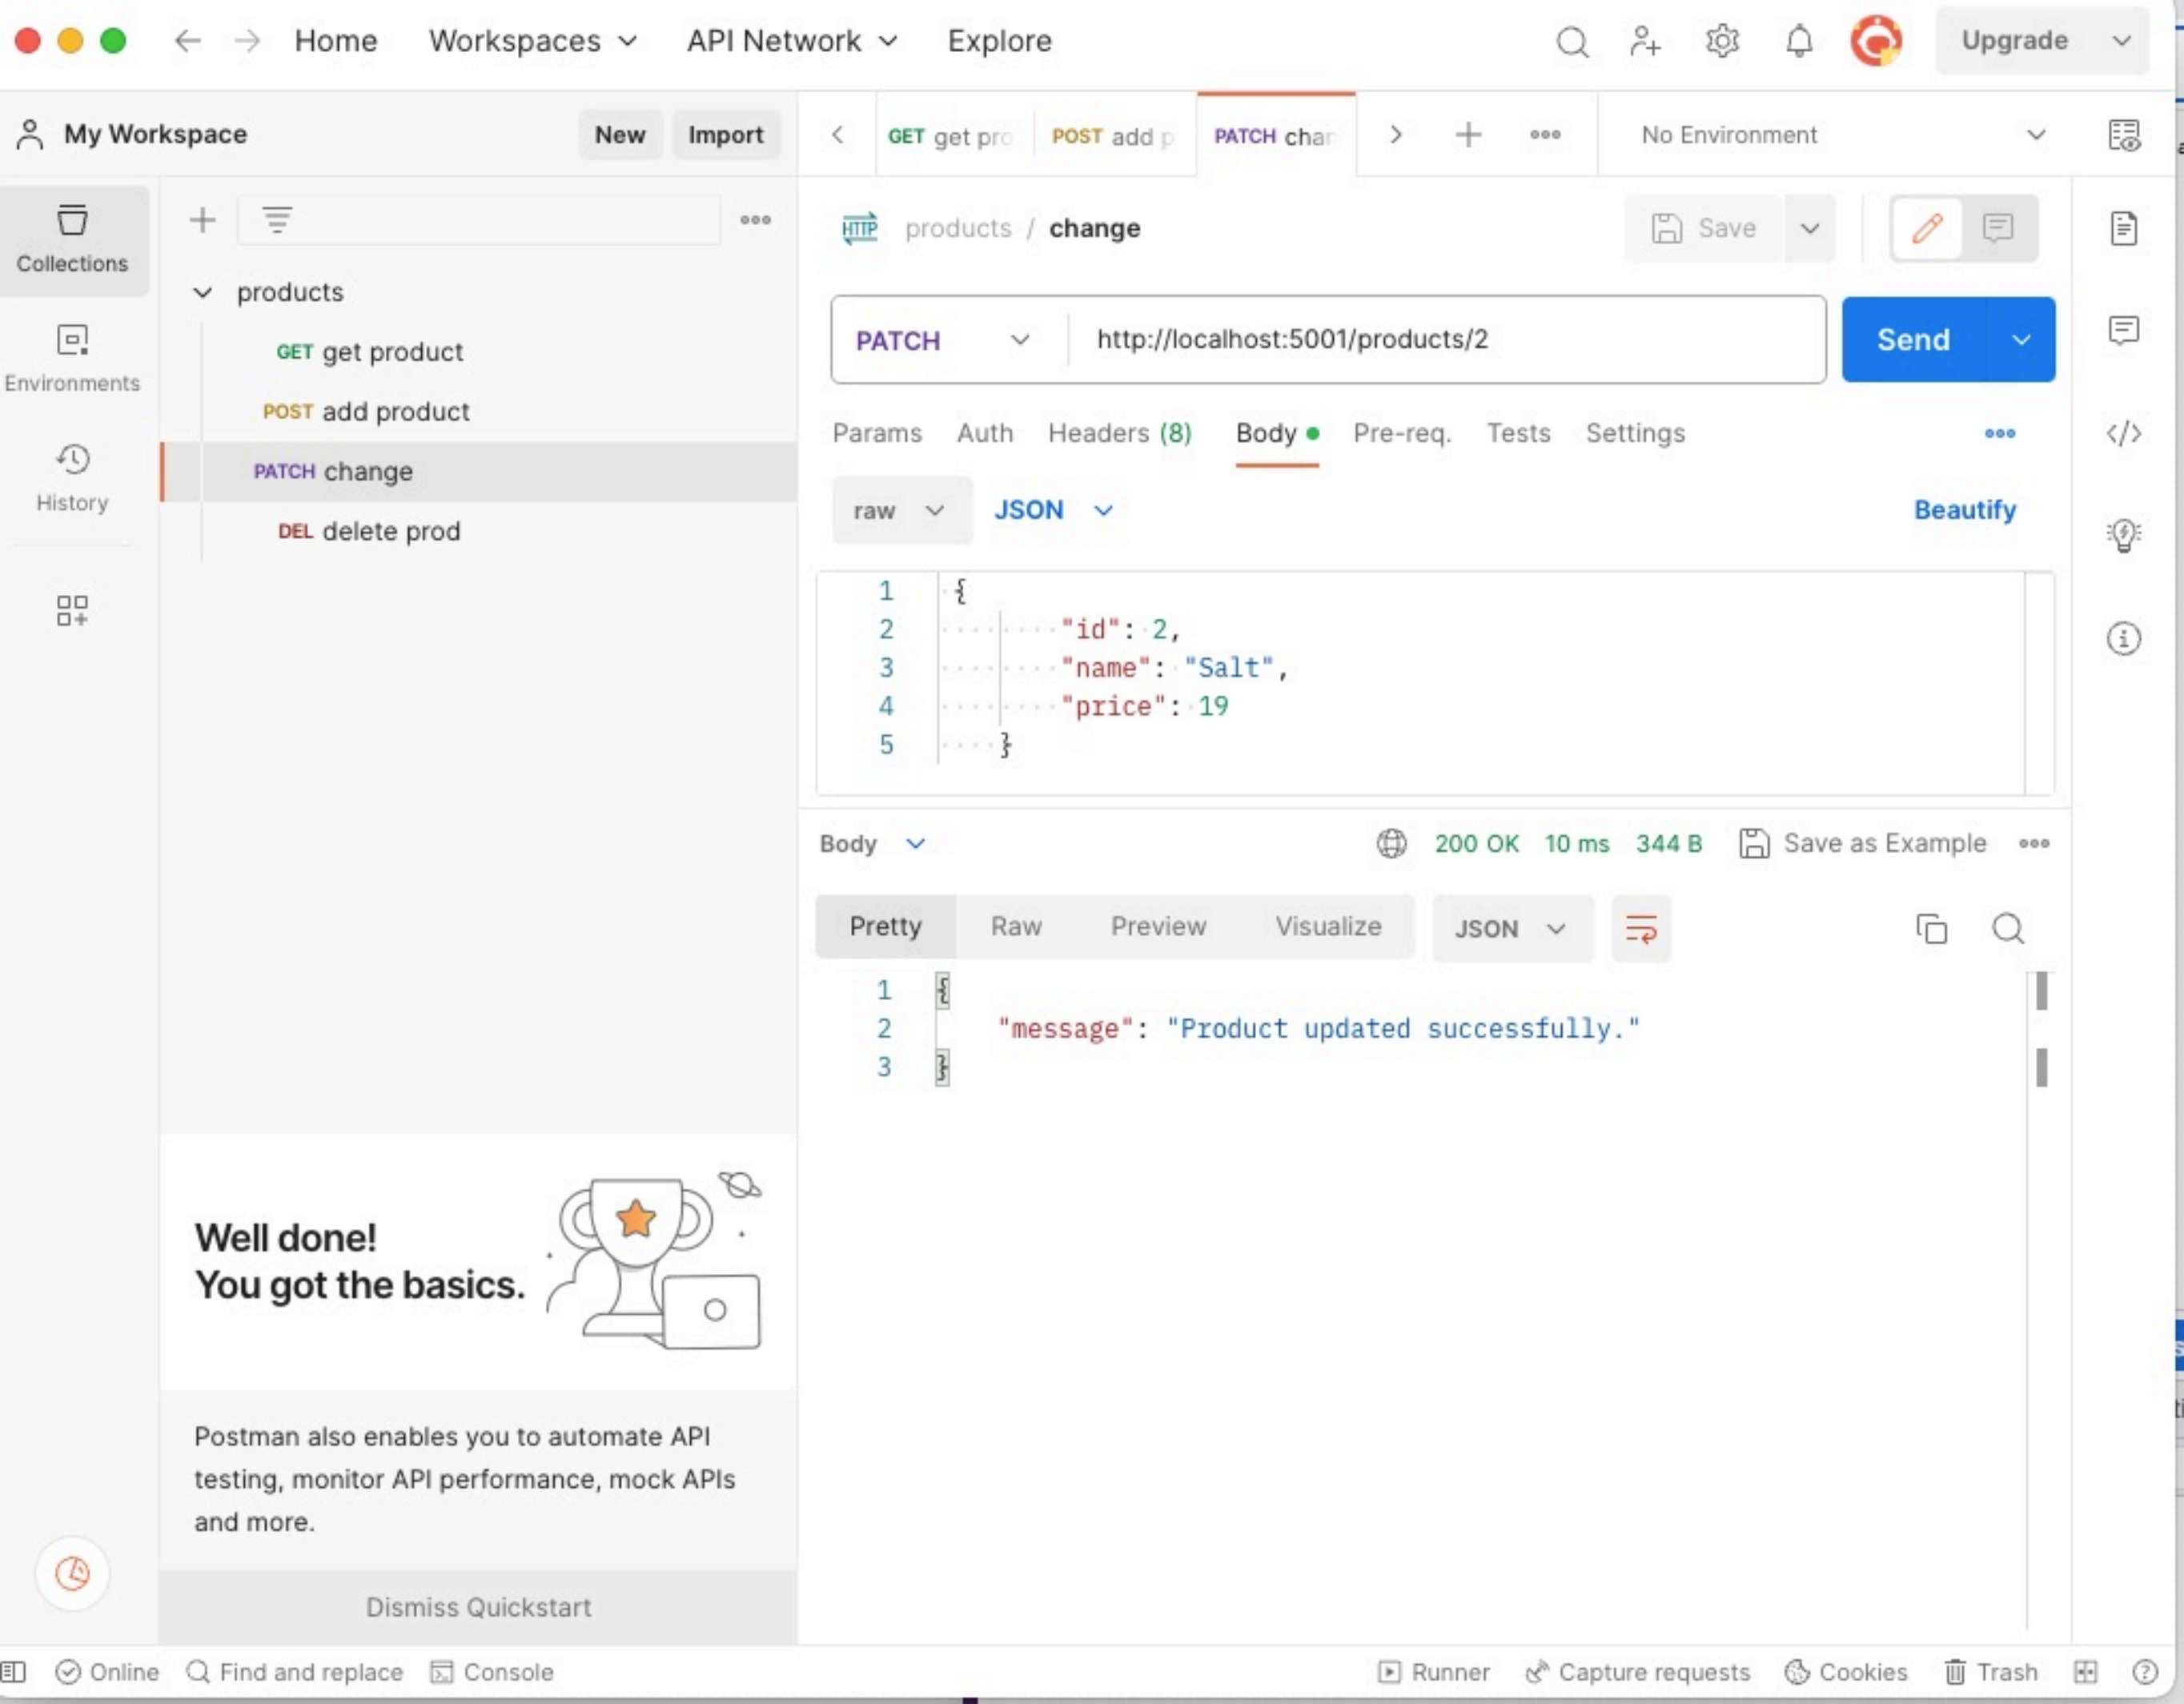 Home Workspaces API Network Explore Upgrade
My Workspace New Import
GET get pro POST add p PATCH chan No Environment
Collections
Environments
History
products
GET get product
POST add product
PATCH change
DEL delete prod
HTTP products / change Save
PATCH http://localhost:5001/products/2 Send
Params Auth Headers (8) Body Pre-req. Tests Settings
raw JSON Beautify
1 {
2 "id": 2,
3 "name": "Salt",
4 "price": 19
5 }
Body 200 OK 10 ms 344 B Save as Example
Pretty Raw Preview Visualize JSON
1 {
2 "message": "Product updated successfully."
3 }
Well done!
You got the basics.
Postman also enables you to automate API
testing, monitor API performance, mock APIs
and more.
Dismiss Quickstart
Online Find and replace Console Runner Capture requests Cookies Trash